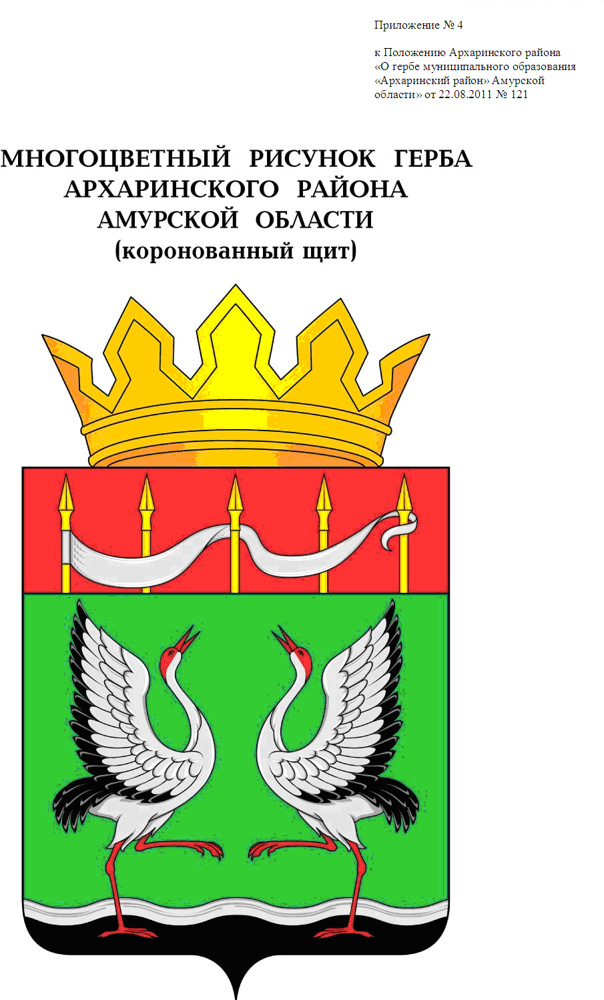 Приложение № 4
к Положению Архаринского района
«О гербе муниципального образования
«Архаринский район» Амурской
области» от 22.08.2011 № 121
МНОГОЦВЕТНЫЙ РИСУНОК ГЕРБА
АРХАРИНСКОГО РАЙОНА
АМУРСКОЙ ОБЛАСТИ
(коронованный щит)